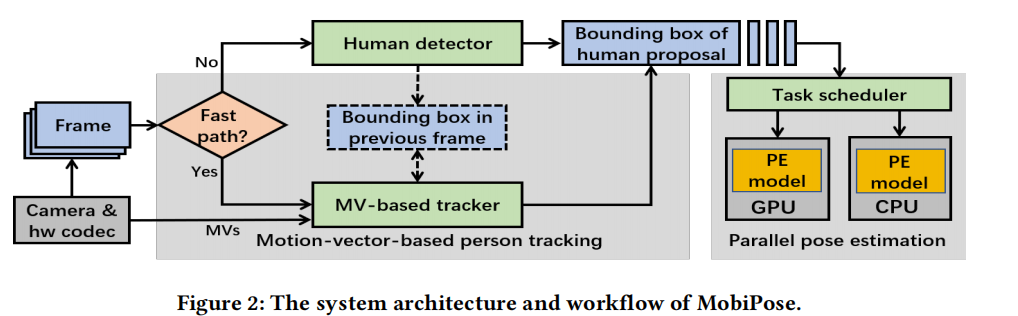 Human detector
Bounding box of
human proposal
No
Fast
path?
Frame
Bounding box in
previous frame
Task scheduler
Yes
PE
model
PE
model
MV-based tracker
GPU
CPU
Camera &
hw codec
MVs
Motion-vector-based person tracking
Parallel pose estimation
Figure 2: The system architecture and workflow of MobiPose.